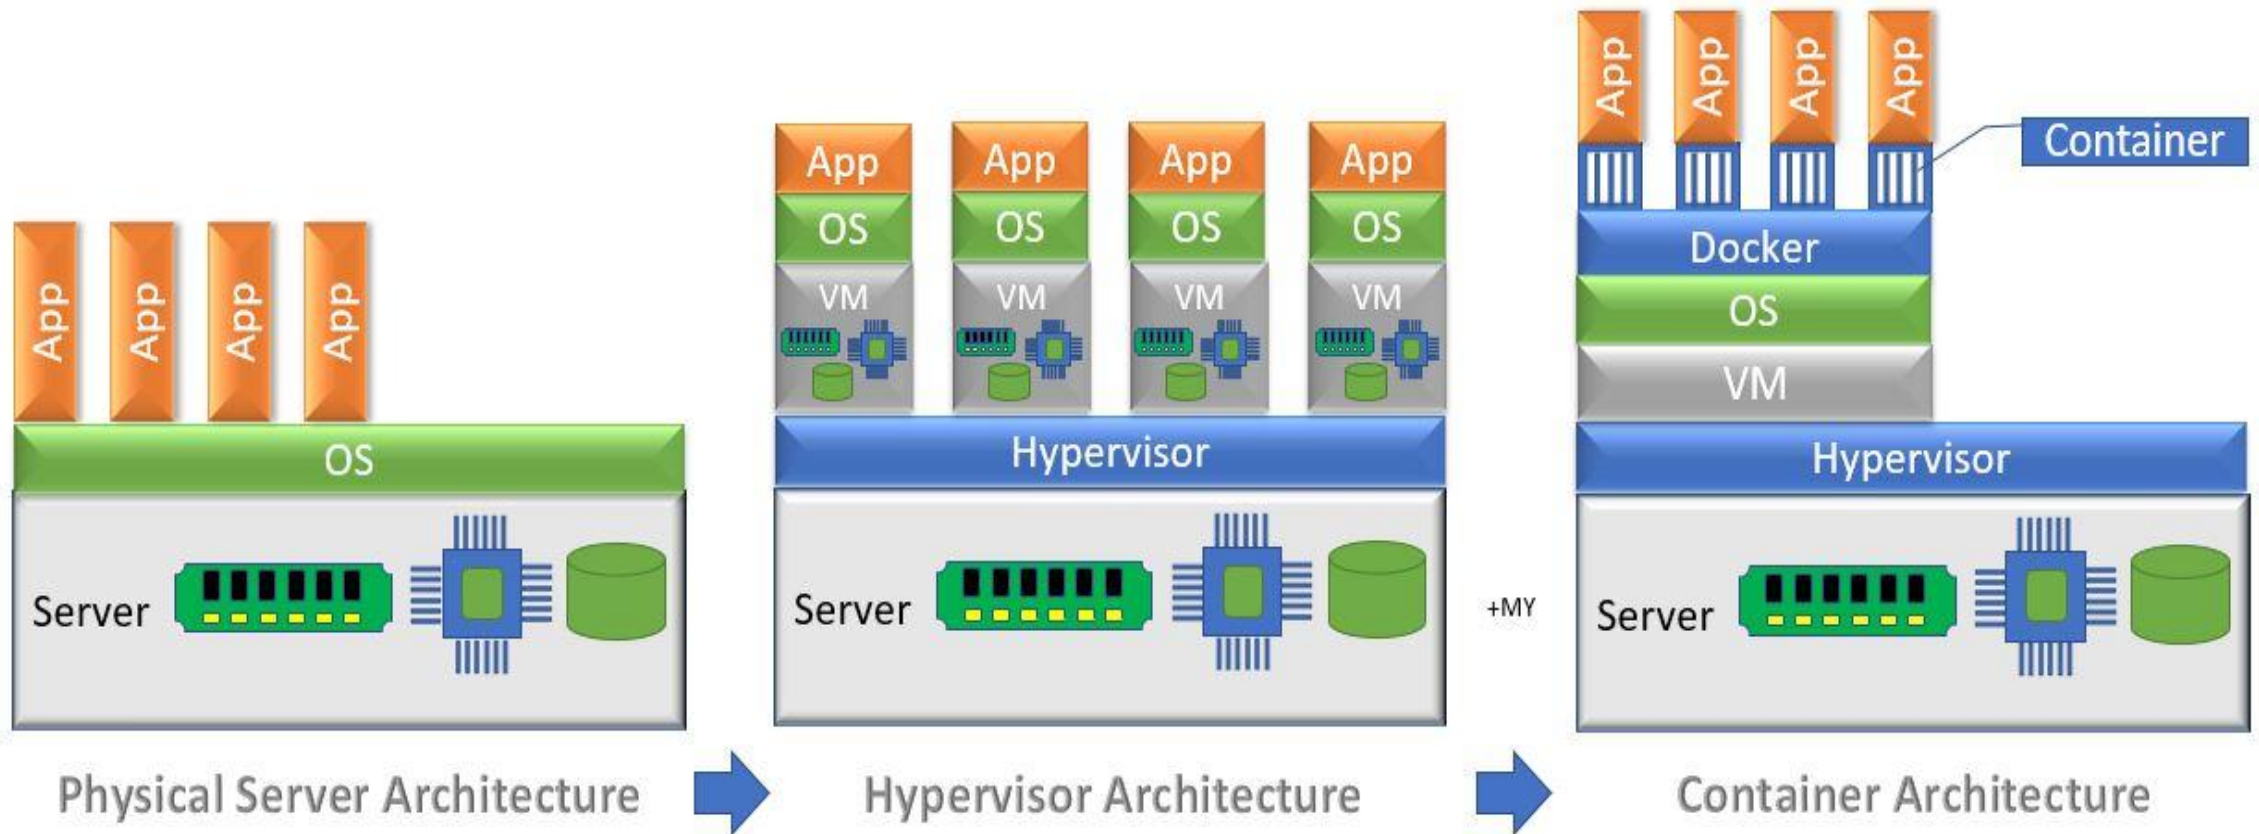 App
App
App
App
OS
Server
Physical Server Architecture
App
App
App
App
OS
OS
OS
OS
VM
VM
VM
VM
Hypervisor
Server
Hypervisor Architecture
+MY
App
App
App
App
Container
Docker
OS
VM
Hypervisor
Server
Container Architecture